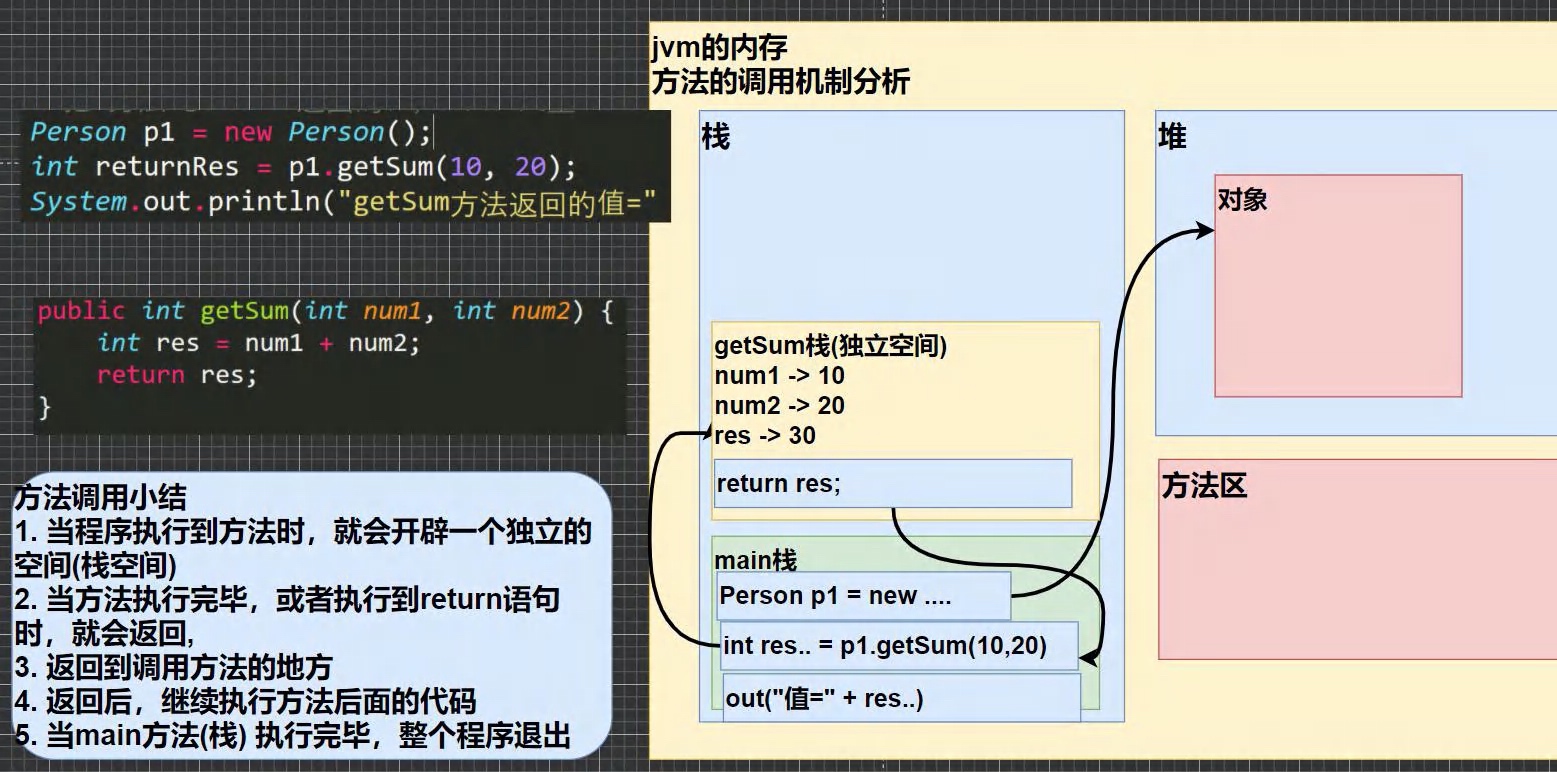 Person p1 = new Person();
int returnRes = p1.getSum(10, 20);
System.out.println("getSum方法返回的值="
public int getSum(int num1, int num2) {
int res = num1 + num2;
return res;
}
方法调用小结
1. 当程序执行到方法时，就会开辟一个独立的
空间(栈空间)
2. 当方法执行完毕，或者执行到return语句
时，就会返回,
3. 返回到调用方法的地方
4. 返回后，继续执行方法后面的代码
5. 当main方法(栈) 执行完毕，整个程序退出
jvm的内存
方法的调用机制分析
栈
getSum栈(独立空间)
num1 -> 10
num2 -> 20
res -> 30
return res;
main栈
Person p1 = new ....
int res.. = p1.getSum(10,20)
out("值=" + res..)
堆
对象
方法区